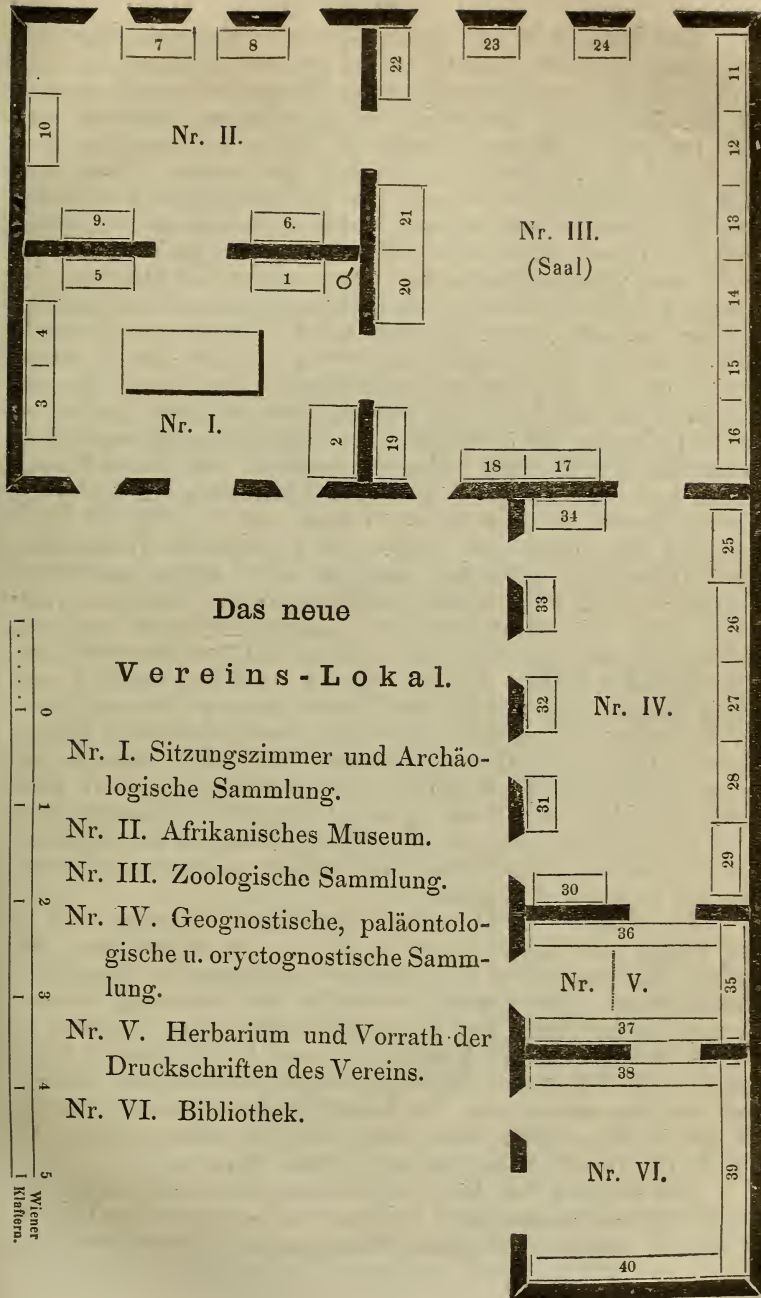 7
8
23
24
22
11
10
Nr. II.
12
9.
6.
21
13
Nr. III.
(Saal)
5
1
20
14
4
15
3
Nr. I.
2
19
16
18
17
34
25
Das neue
33
26
Vereins-Lokal.
32
Nr. IV.
27
Nr. I. Sitzungszimmer und Archäo-
logische Sammlung.
31
28
Nr. II. Afrikanisches Museum.
29
Nr. III. Zoologische Sammlung.
30
Nr. IV. Geognostische, paläontolo-
gische u. oryctognostische Samm-
lung.
36
Nr. V.
35
Nr. V. Herbarium und Vorrath der
Druckschriften des Vereins.
37
38
Nr. VI. Bibliothek.
Nr. VI.
39
40
0
1
2
3
4
5
Wiener
Klaftern.